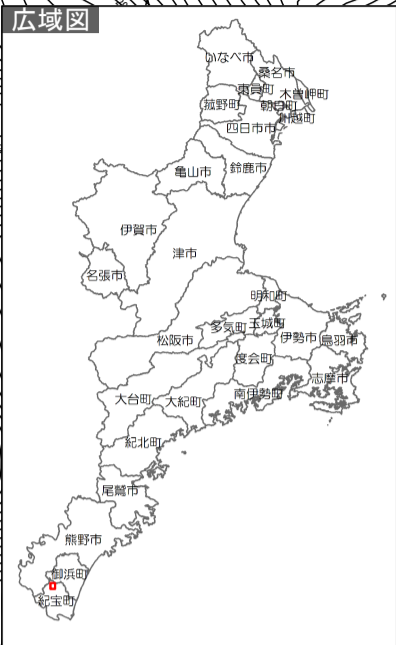 広域図
いなべ市
桑名市
東員町
木曽岬町
菰野町
朝日町
川越町
四日市市
亀山市
鈴鹿市
伊賀市
津市
名張市
明和町
松阪市
多気町
玉城町
伊勢市
鳥羽市
度会町
志摩市
大台町
大紀町
南伊勢町
紀北町
尾鷲市
熊野市
御浜町
紀宝町